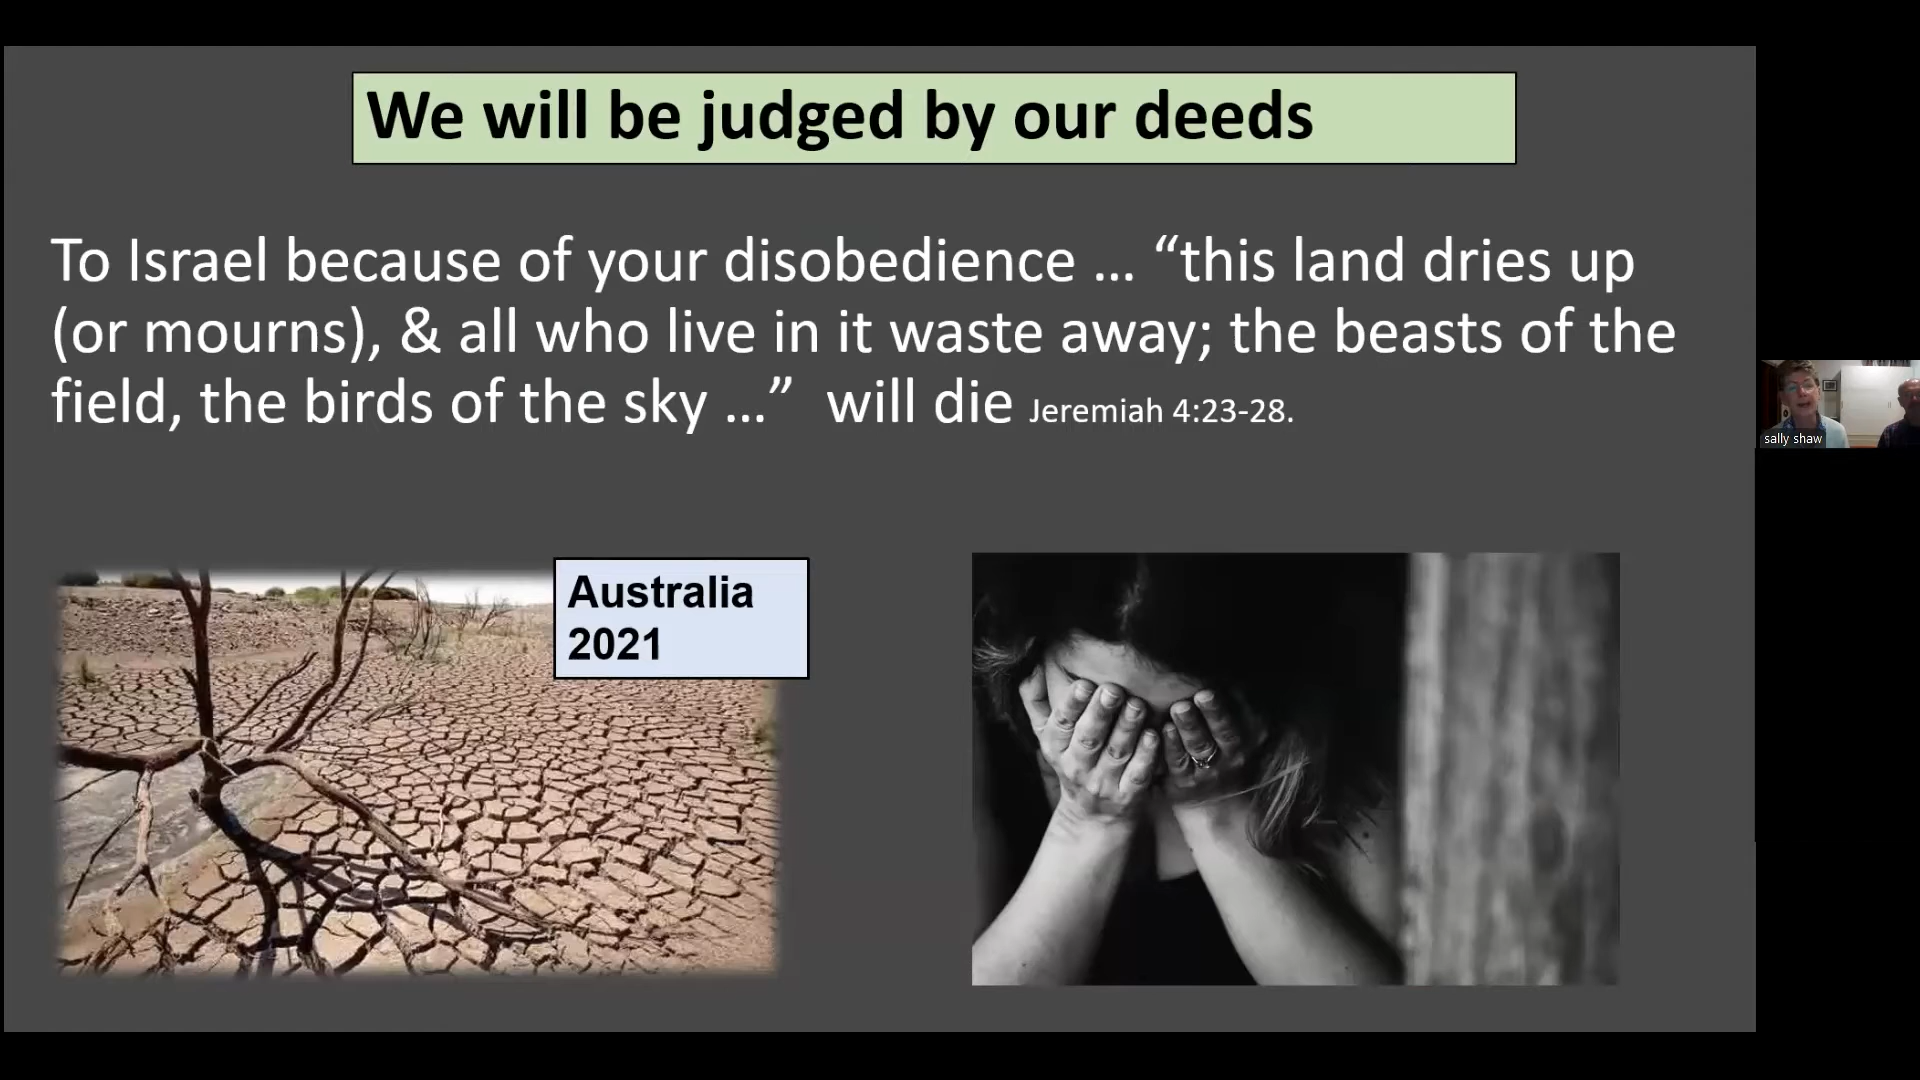 We will be judged by our deeds
To Israel because of your disobedience ... “this land dries up
(or mourns), & all who live in it waste away; the beasts of the
field, the birds of the sky ...”  will die Jeremiah 4:23-28.
sally shaw
Australia
2021